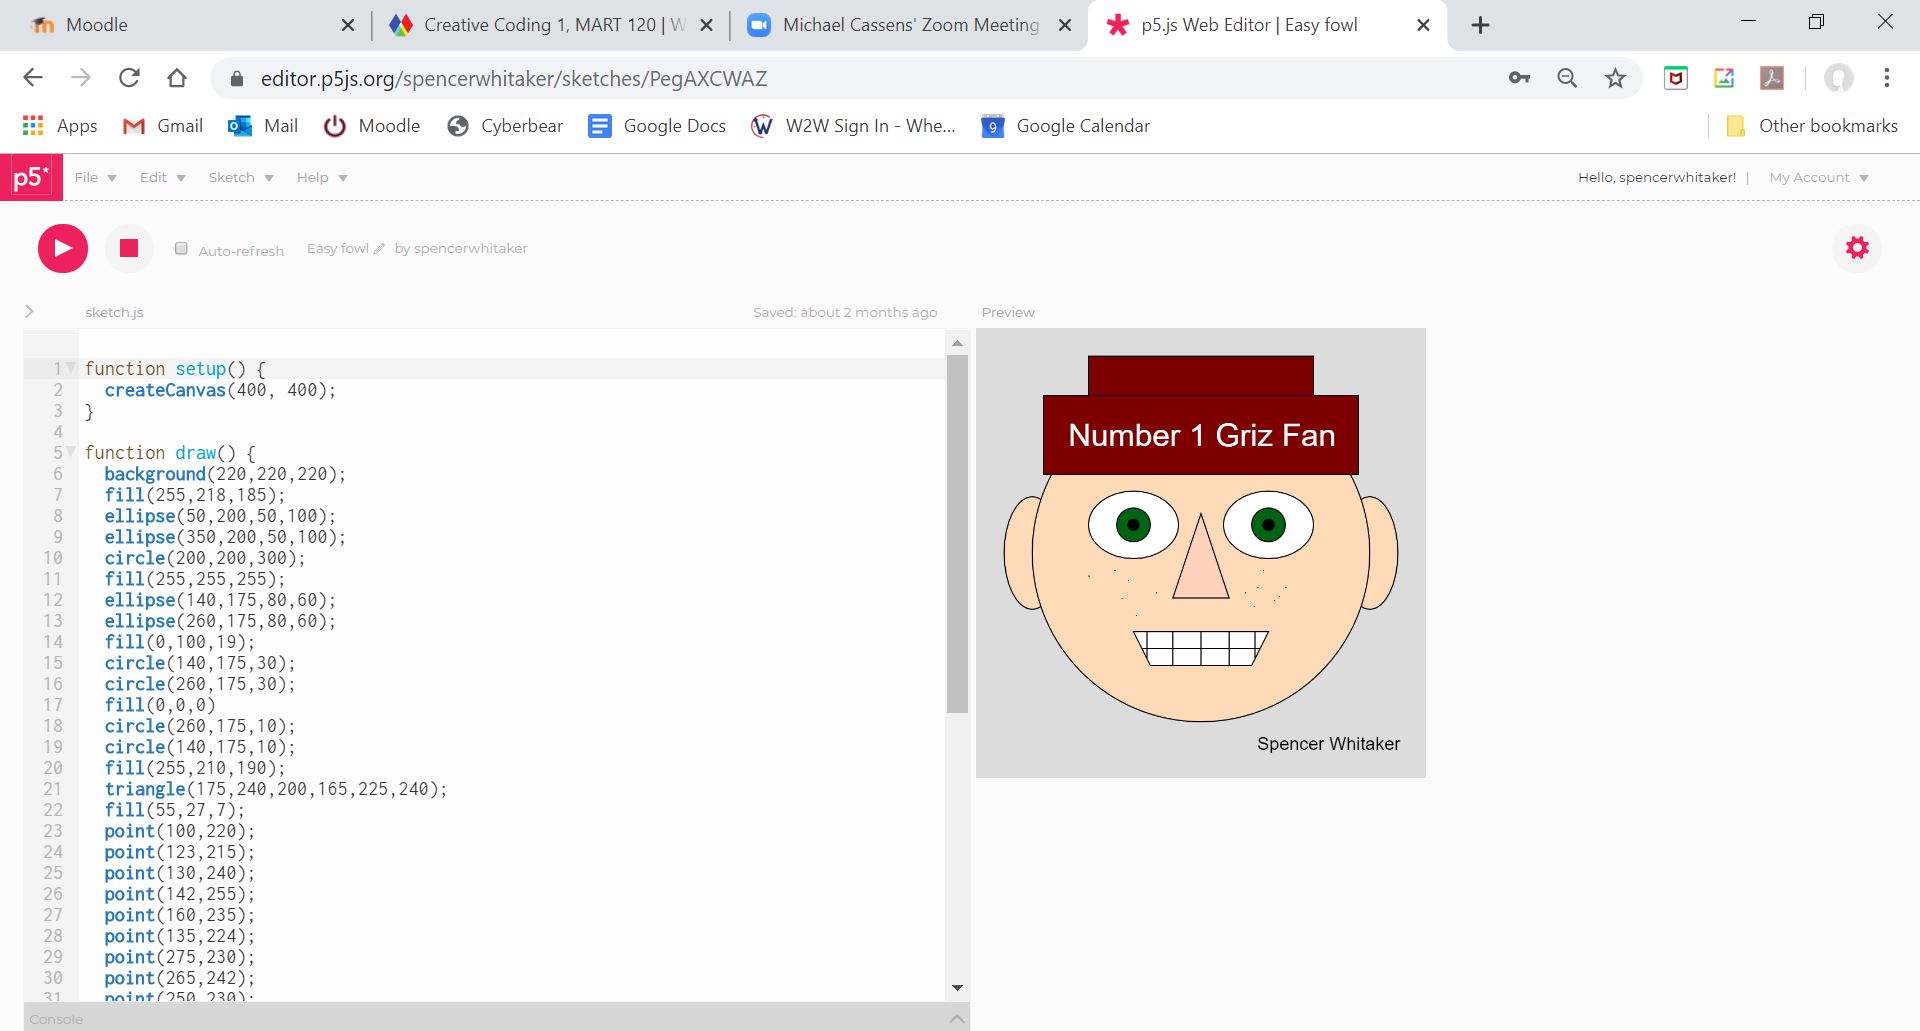 Moodle
Creative Coding 1, MART 120 | W
Michael Cassens' Zoom Meeting
p5.js Web Editor | Easy fowl
editor.p5js.org/spencerwhitaker/sketches/PegAXCWAZ
Apps
Gmail
Mail
Moodle
Cyberbear
Google Docs
W2W Sign In - Whe...
9
Google Calendar
Other bookmarks
p5*
File
Edit
Sketch
Help
Hello, spencerwhitaker! |
My Account
Auto-refresh
Easy fowl
by spencerwhitaker
sketch.js
Saved: about 2 months ago
Preview
1 function setup() {
2 createCanvas(400, 400);
3 }
4
5 function draw() {
6 background(220,220,220);
7 fill(255,218,185);
8 ellipse(50,200,50,100);
9 ellipse(350,200,50,100);
10 circle(200,200,300);
11 fill(255,255,255);
12 ellipse(140,175,80,60);
13 ellipse(260,175,80,60);
14 fill(0,100,19);
15 circle(140,175,30);
16 circle(260,175,30);
17 fill(0,0,0)
18 circle(260,175,10);
19 circle(140,175,10);
20 fill(255,210,190);
21 triangle(175,240,200,165,225,240);
22 fill(55,27,7);
23 point(100,220);
24 point(123,215);
25 point(130,240);
26 point(142,255);
27 point(160,235);
28 point(135,224);
29 point(275,230);
30 point(265,242);
31 point(250,230);
Console
Number 1 Griz Fan
Spencer Whitaker